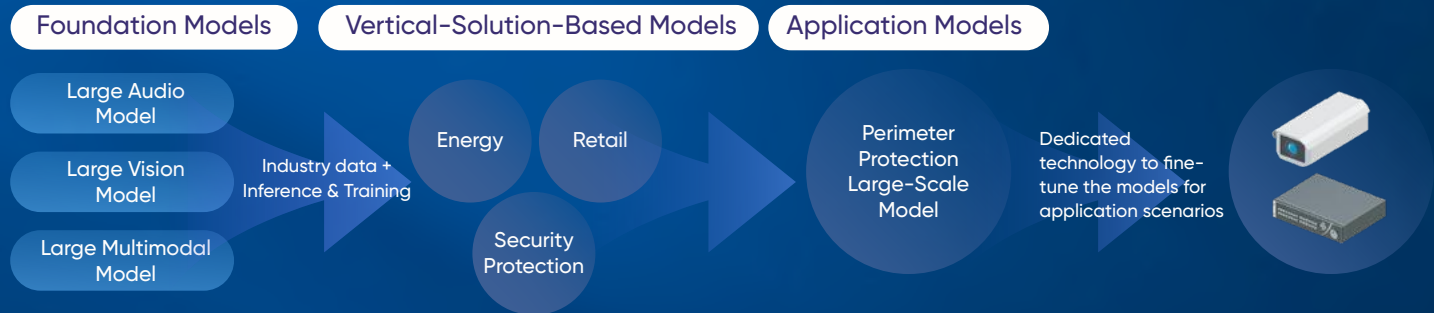 Foundation Models
Vertical-Solution-Based Models
Application Models
Large Audio
Model
Large Vision
Model
Large Multimodal
Model
Industry data +
Inference & Training
Energy
Retail
Security
Protection
Perimeter
Protection
Large-Scale
Model
Dedicated
technology to fine-
tune the models for
application scenarios